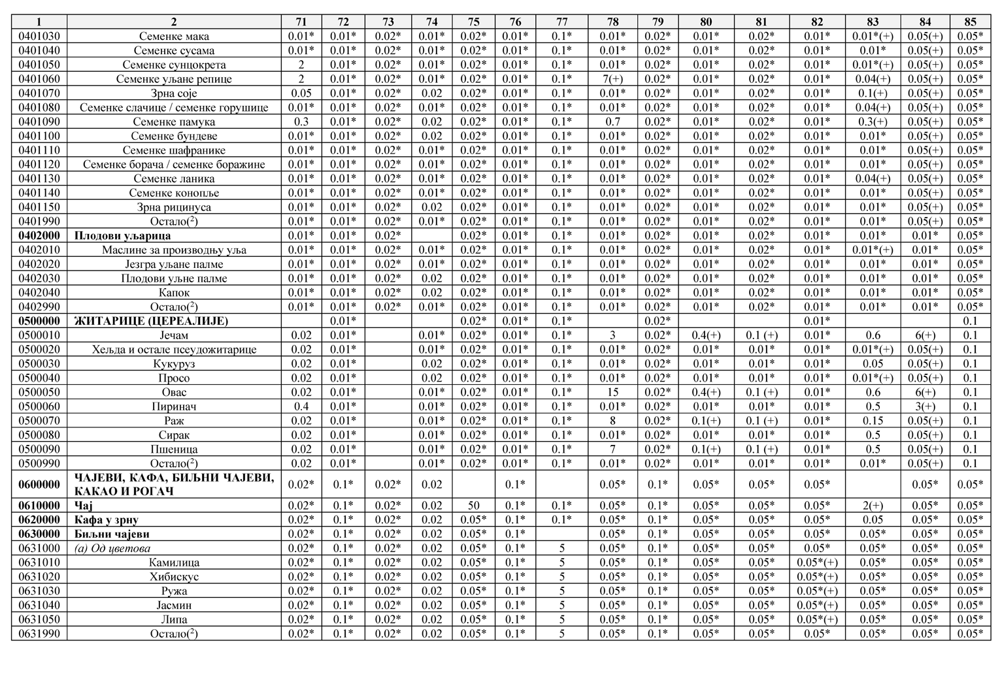 1 2 71 72 73 74 75 76 77 78 79 80 81 82 83 84 85
0401030 Семенке мака 0.01* 0.01* 0.02* 0.01* 0.02* 0.01* 0.1* 0.01* 0.02* 0.01* 0.02* 0.01* 0.01*(+) 0.05(+) 0.05*
0401040 Семенке сусама 0.01* 0.01* 0.02* 0.01* 0.02* 0.01* 0.1* 0.01* 0.02* 0.01* 0.02* 0.01* 0.01* 0.05(+) 0.05*
0401050 Семенке сунцокрета 2 0.01* 0.02* 0.01* 0.02* 0.01* 0.1* 0.01* 0.02* 0.01* 0.02* 0.01* 0.01*(+) 0.05(+) 0.05*
0401060 Семенке уљане репице 2 0.01* 0.02* 0.01* 0.02* 0.01* 0.1* 7(+) 0.02* 0.01* 0.02* 0.01* 0.04(+) 0.05(+) 0.05*
0401070 Зрна соје 0.05 0.01* 0.02* 0.02 0.02* 0.01* 0.1* 0.01* 0.02* 0.01* 0.02* 0.01* 0.1(+) 0.05(+) 0.05*
0401080 Семенке слачице / семенке горушице 0.01* 0.01* 0.02* 0.01* 0.02* 0.01* 0.1* 0.01* 0.02* 0.01* 0.02* 0.01* 0.04(+) 0.05(+) 0.05*
0401090 Семенке памука 0.3 0.01* 0.02* 0.02 0.02* 0.01* 0.1* 0.7 0.02* 0.01* 0.02* 0.01* 0.3(+) 0.05(+) 0.05*
0401100 Семенке бундеве 0.01* 0.01* 0.02* 0.02 0.02* 0.01* 0.1* 0.01* 0.02* 0.01* 0.02* 0.01* 0.01* 0.05(+) 0.05*
0401110 Семенке шафранике 0.01* 0.01* 0.02* 0.01* 0.02* 0.01* 0.1* 0.01* 0.02* 0.01* 0.02* 0.01* 0.01* 0.05(+) 0.05*
0401120 Семенке борача / семенке боражине 0.01* 0.01* 0.02* 0.01* 0.02* 0.01* 0.1* 0.01* 0.02* 0.01* 0.02* 0.01* 0.01* 0.05(+) 0.05*
0401130 Семенке ланика 0.01* 0.01* 0.02* 0.01* 0.02* 0.01* 0.1* 0.01* 0.02* 0.01* 0.02* 0.01* 0.04(+) 0.05(+) 0.05*
0401140 Семенке конопље 0.01* 0.01* 0.02* 0.01* 0.02* 0.01* 0.1* 0.01* 0.02* 0.01* 0.02* 0.01* 0.01* 0.05(+) 0.05*
0401150 Зрна рицинуса 0.01* 0.01* 0.02* 0.02 0.02* 0.01* 0.1* 0.01* 0.02* 0.01* 0.02* 0.01* 0.01* 0.05(+) 0.05*
0401990 Остало(²) 0.01* 0.01* 0.02* 0.01* 0.02* 0.01* 0.1* 0.01* 0.02* 0.01* 0.02* 0.01* 0.01* 0.05(+) 0.05*
0402000 Плодови уљарица 0.01* 0.01* 0.02* 0.02* 0.01* 0.1* 0.01* 0.02* 0.01* 0.02* 0.01* 0.01* 0.01* 0.05*
0402010 Маслине за производњу уља 0.01* 0.01* 0.02* 0.01* 0.02* 0.01* 0.1* 0.01* 0.02* 0.01* 0.02* 0.01* 0.01*(+) 0.01* 0.05*
0402020 Језгра уљане палме 0.01* 0.01* 0.02* 0.01* 0.02* 0.01* 0.1* 0.01* 0.02* 0.01* 0.02* 0.01* 0.01* 0.01* 0.05*
0402030 Плодови уљне палме 0.01* 0.01* 0.02* 0.02 0.02* 0.01* 0.1* 0.01* 0.02* 0.01* 0.02* 0.01* 0.01* 0.01* 0.05*
0402040 Капок 0.01* 0.01* 0.02* 0.02 0.02* 0.01* 0.1* 0.01* 0.02* 0.01* 0.02* 0.01* 0.01* 0.01* 0.05*
0402990 Остало(²) 0.01* 0.01* 0.02* 0.01* 0.02* 0.01* 0.1* 0.01* 0.02* 0.01* 0.02* 0.01* 0.01* 0.01* 0.05*
0500000 ЖИТАРИЦЕ (ЦЕРЕАЛИЈЕ) 0.01* 0.02* 0.01* 0.1* 0.02* 0.01* 0.1
0500010 Јечам 0.02 0.01* 0.01* 0.02* 0.01* 0.1* 3 0.02* 0.4(+) 0.1 (+) 0.01* 0.6 6(+) 0.1
0500020 Хељда и остале псеудожитарице 0.02 0.01* 0.01* 0.02* 0.01* 0.1* 0.01* 0.02* 0.01* 0.01* 0.01* 0.01*(+) 0.05(+) 0.1
0500030 Кукуруз 0.02 0.01* 0.02 0.02* 0.01* 0.1* 0.01* 0.02* 0.01* 0.01* 0.01* 0.05 0.05(+) 0.1
0500040 Просо 0.02 0.01* 0.02 0.02* 0.01* 0.1* 0.01* 0.02* 0.01* 0.01* 0.01* 0.01*(+) 0.05(+) 0.1
0500050 Овас 0.02 0.01* 0.01* 0.02* 0.01* 0.1* 15 0.02* 0.4(+) 0.1 (+) 0.01* 0.6 6(+) 0.1
0500060 Пиринач 0.4 0.01* 0.01* 0.02* 0.01* 0.1* 0.01* 0.02* 0.01* 0.01* 0.01* 0.5 3(+) 0.1
0500070 Раж 0.02 0.01* 0.01* 0.02* 0.01* 0.1* 8 0.02* 0.1(+) 0.1 (+) 0.01* 0.15 0.05(+) 0.1
0500080 Сирак 0.02 0.01* 0.01* 0.02* 0.01* 0.1* 0.01* 0.02* 0.01* 0.01* 0.01* 0.5 0.05(+) 0.1
0500090 Пшеница 0.02 0.01* 0.01* 0.02* 0.01* 0.1* 7 0.02* 0.1(+) 0.1 (+) 0.01* 0.5 0.05(+) 0.1
0500990 Остало(²) 0.02 0.01* 0.01* 0.02* 0.01* 0.1* 0.01* 0.02* 0.01* 0.01* 0.01* 0.01* 0.05(+) 0.1
0600000 ЧАЈЕВИ, КАФА, БИЉНИ ЧАЈЕВИ,
КАКАО И РОГАЧ 0.02* 0.1* 0.02* 0.02 0.1* 0.05* 0.1* 0.05* 0.05* 0.05* 0.05* 0.05*
0610000 Чај 0.02* 0.1* 0.02* 0.02 50 0.1* 0.1* 0.05* 0.1* 0.05* 0.05* 0.05* 2(+) 0.05* 0.05*
0620000 Кафа у зрну 0.02* 0.1* 0.02* 0.02 0.05* 0.1* 0.1* 0.05* 0.1* 0.05* 0.05* 0.05* 0.05 0.05* 0.05*
0630000 Биљни чајеви 0.02* 0.1* 0.02* 0.02 0.05* 0.1* 0.05* 0.1* 0.05* 0.05* 0.05* 0.05* 0.05* 0.05*
0631000 (а) Од цветова 0.02* 0.1* 0.02* 0.02 0.05* 0.1* 5 0.05* 0.1* 0.05* 0.05* 0.05* 0.05* 0.05* 0.05*
0631010 Камилица 0.02* 0.1* 0.02* 0.02 0.05* 0.1* 5 0.05* 0.1* 0.05* 0.05* 0.05*(+) 0.05* 0.05* 0.05*
0631020 Хибискус 0.02* 0.1* 0.02* 0.02 0.05* 0.1* 5 0.05* 0.1* 0.05* 0.05* 0.05*(+) 0.05* 0.05* 0.05*
0631030 Ружа 0.02* 0.1* 0.02* 0.02 0.05* 0.1* 5 0.05* 0.1* 0.05* 0.05* 0.05*(+) 0.05* 0.05* 0.05*
0631040 Јасмин 0.02* 0.1* 0.02* 0.02 0.05* 0.1* 5 0.05* 0.1* 0.05* 0.05* 0.05*(+) 0.05* 0.05* 0.05*
0631050 Липа 0.02* 0.1* 0.02* 0.02 0.05* 0.1* 5 0.05* 0.1* 0.05* 0.05* 0.05*(+) 0.05* 0.05* 0.05*
0631990 Остало(²) 0.02* 0.1* 0.02* 0.02 0.05* 0.1* 5 0.05* 0.1* 0.05* 0.05* 0.05* 0.05* 0.05* 0.05*